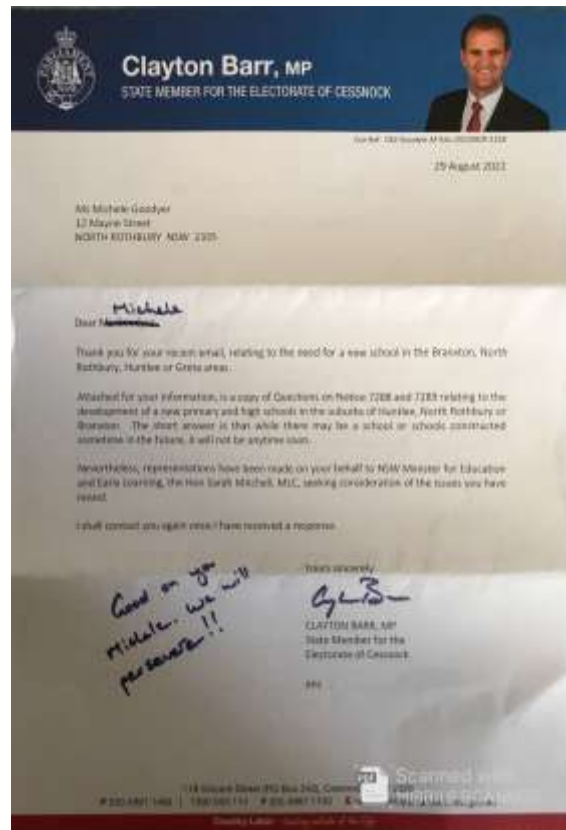 Clayton Barr, MP
STATE MEMBER FOR THE ELECTORATE OF CESSNOCK
29 August 2022
Ms Michele Goodyer
12 Mayne Street
NORTH ROTHBURY NSW 2335
Michele
Dear
Thank you for your recent email, relating to the need for a new school in the Branxton, North
Rothbury, Huntlee or Greta areas.
Attached for your information, is a copy of Questions on Notice 7288 and 7289 relating to the
development of a new primary and high schools in the suburbs of Huntlee, North Rothbury or
Branxton. The short answer is that while there may be a school or schools constructed
sometime in the future, it will not be anytime soon.
Nevertheless, representations have been made on your behalf to NSW Minister for Education
and Early Learning, the Hon Sarah Mitchell, MLC, seeking consideration of the issues you have
raised.
I shall contact you again once I have received a response.
Good on you
Michele. We will
persevere!!
Yours sincerely
CLAYTON BARR, MP
State Member for the
Electorate of Cessnock
118 Vincent Street (PO Box 242),
Scanned with
Country Labor